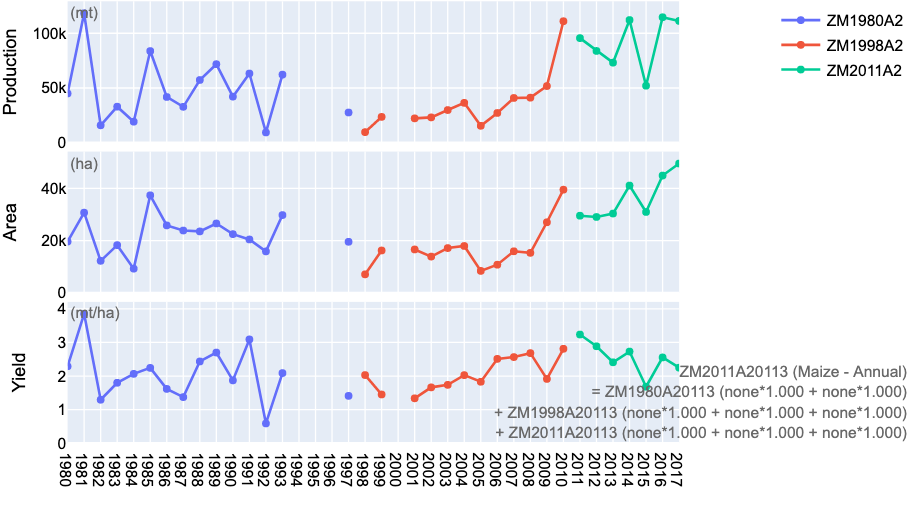 (mt)
Production
100k
50k
0
ZM1980A2
ZM1998A2
ZM2011A2
(ha)
Area
40k
20k
0
(mt/ha)
Yield
4
3
2
1
0
ZM2011A20113 (Maize - Annual)
= ZM1980A20113 (none*1.000 + none*1.000)
+ ZM1998A20113 (none*1.000 + none*1.000 + none*1.000)
+ ZM2011A20113 (none*1.000 + none*1.000 + none*1.000)
1980
1981
1982
1983
1984
1985
1986
1987
1988
1989
1990
1991
1992
1993
1994
1995
1996
1997
1998
1999
2000
2001
2002
2003
2004
2005
2006
2007
2008
2009
2010
2011
2012
2013
2014
2015
2016
2017